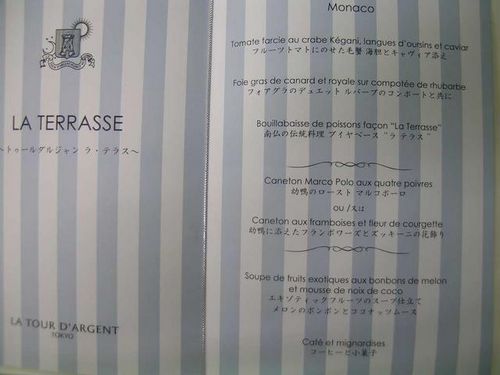 LA TERRASSE
~トゥールダルジャン ラ・テラス~
LA TOUR D'ARGENT
TOKYO
Monaco
Tomate farcie au crabe Kégani, langues d'oursins et caviar
フルーツトマトにのせた毛蟹 海胆とキャヴィア添え
Foie gras de canard et royale sur compotée de rhubarbe
フォアグラのデュエット ルバーブのコンポートと共に
Bouillabaisse de poissons façon "La Terrasse"
南仏の伝統料理 ブイヤベース "ラ テラス"
Caneton Marco Polo aux quatre poivres
幼鴨のロースト マルコポーロ
ou /又は
Caneton aux framboises et fleur de courgette
幼鴨に添えたフランボワーズとズッキーニの花飾り
Soupe de fruits exotiques aux bonbons de melon
et mousse de noix de coco
エキゾティックフルーツのスープ仕立て
メロンのボンボンとココナッツムース
Café et mignardises
コーヒーと小菓子